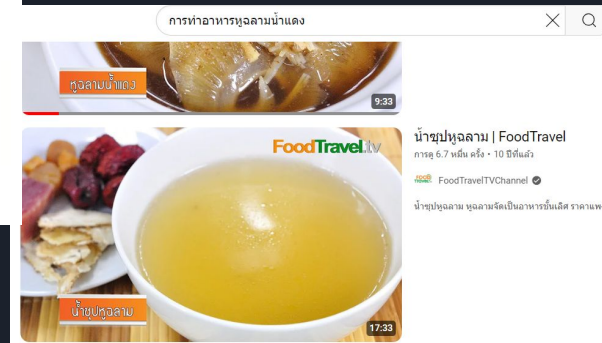 การทำอาหารหูฉลามน้ำแดง
หูฉลามน้ำแดง
9:33
FoodTravel.tv
น้ำซุปหูฉลาม
17:33
น้ำซุปหูฉลาม | FoodTravel
การดู 6.7 หมื่น ครั้ง • 10 ปีที่แล้ว
FoodTravelTVChannel
น้ำซุปหูฉลาม หูฉลามจัดเป็นอาหารชั้นเลิศ ราคาแพ